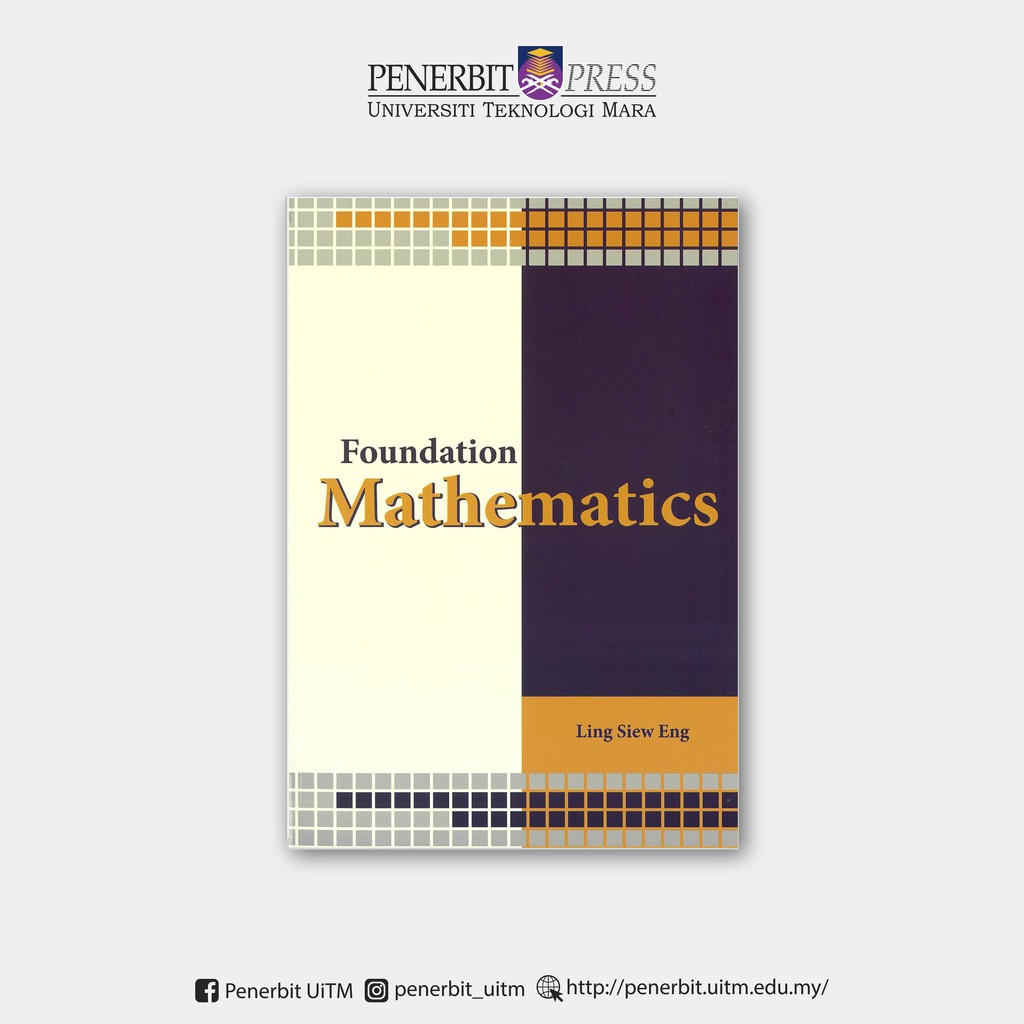 PENERBIT PRESS
UNIVERSITI TEKNOLOGI MARA
Foundation
Mathematics
Ling Siew Eng
Penerbit UiTM penerbit_uitm http://penerbit.uitm.edu.my/